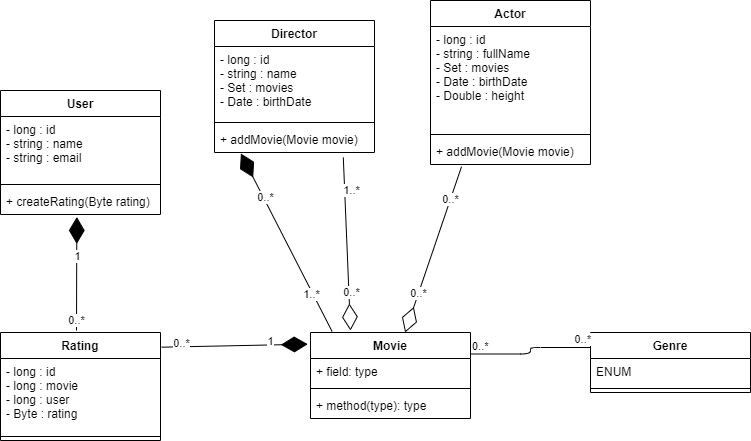 Actor
- long : id
- string : fullName
- Set : movies
- Date : birthDate
- Double : height
+ addMovie(Movie movie)
Director
- long : id
- string : name
- Set : movies
- Date : birthDate
+ addMovie(Movie movie)
User
- long : id
- string : name
- string : email
+ createRating(Byte rating)
0..*
1..*
0..*
1
1..*
0..*
0..*
0..*
Rating
- long : id
- long : movie
- long : user
- Byte : rating
0..*
1
Movie
+ field: type
+ method(type): type
0..*
0..*
Genre
ENUM